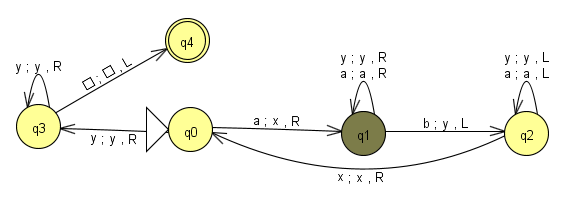 q4
y ; y , R
□ ; □ , L
q3
y ; y , R
q0
a ; x , R
y ; y , R
a ; a , R
q1
b ; y , L
y ; y , L
a ; a , L
q2
x ; x , R